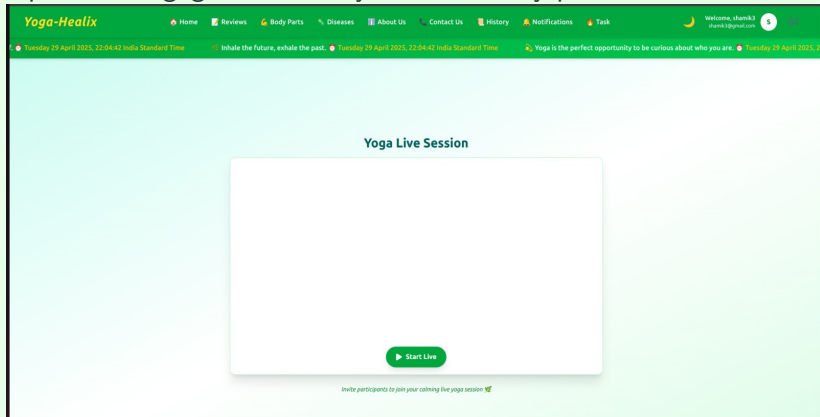 Yoga-Healix
🏠 Home
📝 Reviews
💪 Body Parts
🦠 Diseases
ℹ️ About Us
📞 Contact Us
📜 History
🔔 Notifications
🔥 Task
Welcome, shamik3
shamik3@gmail.com
S
⏰ Tuesday 29 April 2025, 22:04:42 India Standard Time
🌿 Inhale the future, exhale the past. ⏰ Tuesday 29 April 2025, 22:04:42 India Standard Time
💫 Yoga is the perfect opportunity to be curious about who you are. ⏰ Tuesday 29 April 2025,
Yoga Live Session
▶ Start Live
Invite participants to join your calming live yoga session 🌿